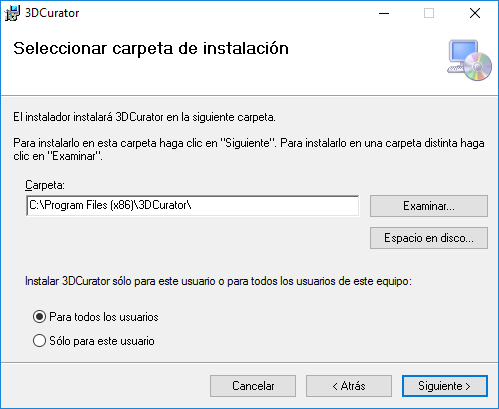 3DCurator
Seleccionar carpeta de instalación
El instalador instalará 3DCurator en la siguiente carpeta.
Para instalarlo en esta carpeta haga clic en "Siguiente". Para instalarlo en una carpeta distinta haga
clic en "Examinar".
Carpeta:
C:\Program Files (x86)\3DCurator\
Examinar...
Espacio en disco...
Instalar 3DCurator sólo para este usuario o para todos los usuarios de este equipo:
Para todos los usuarios
Sólo para este usuario
Cancelar
< Atrás
Siguiente >